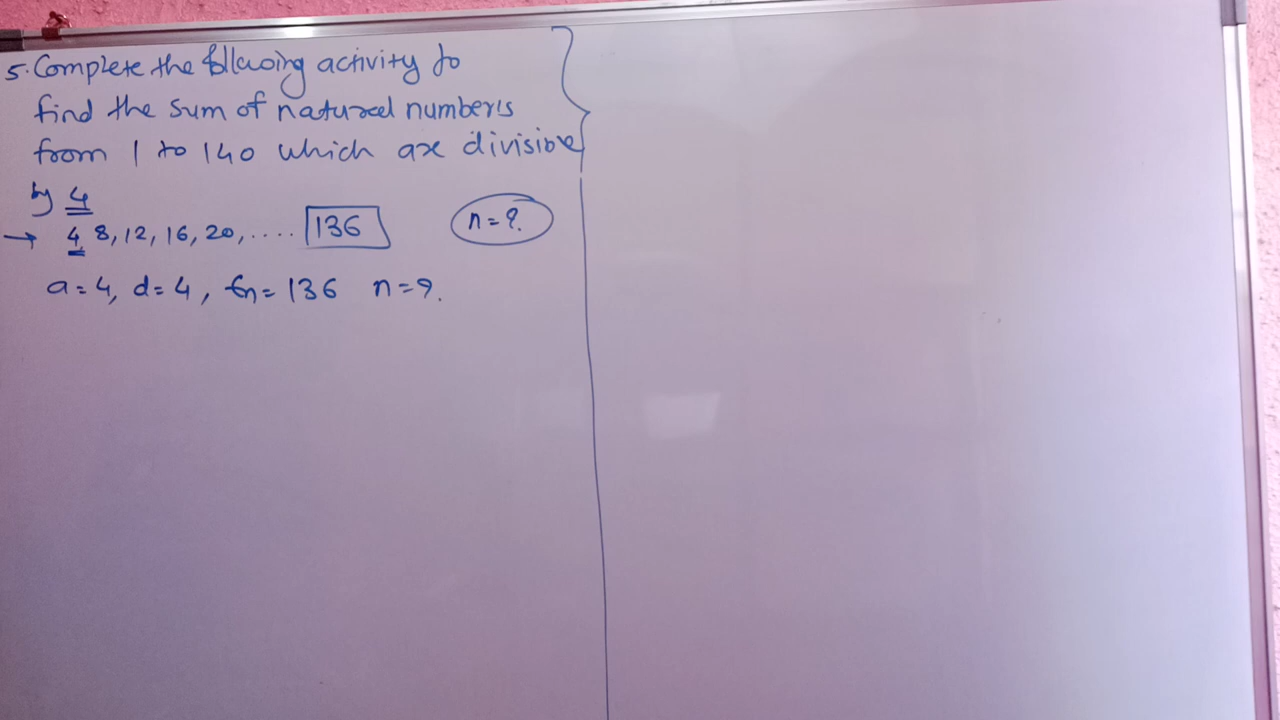 5. Complete the following activity to
find the sum of natural numbers
from 1 to 140 which are divisible
by 4
→ 4, 8, 12, 16, 20, .... 136 n=?
a=4, d=4, tn=136 n=?.